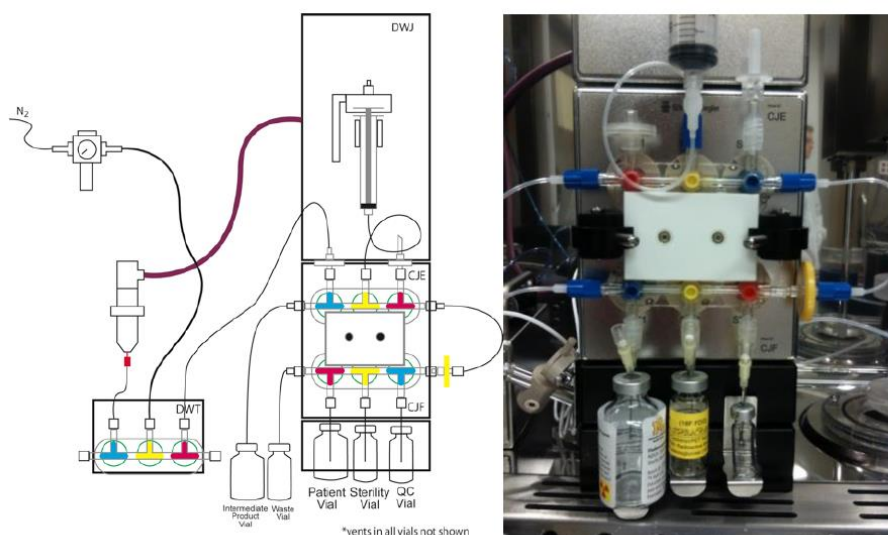 N₂
DWJ
CJE
CJF
DWT
Intermediate
Product
Vial
Waste
Vial
Patient
Vial
Sterility
Vial
QC
Vial
*vents in all vials not shown
CJE
CJF